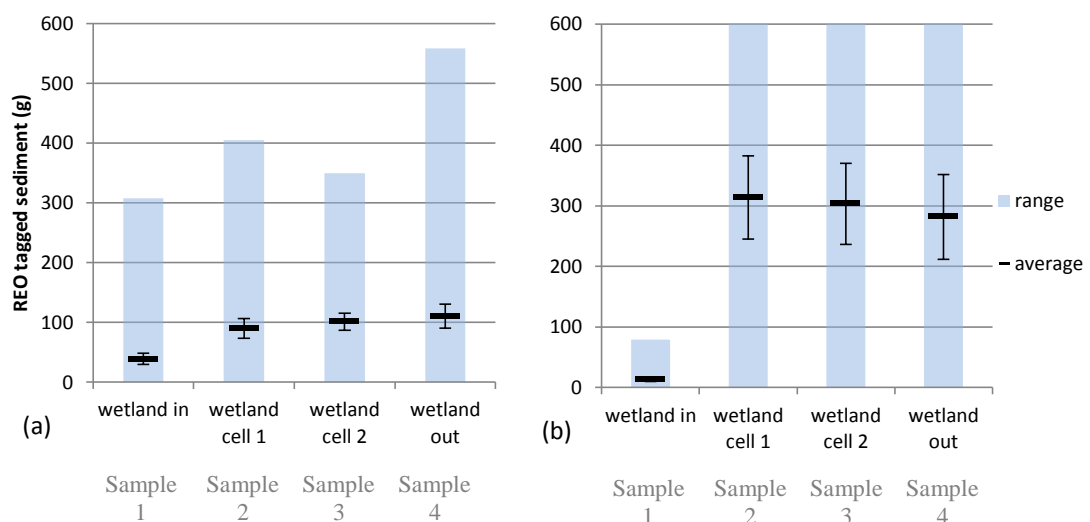 600
500
400
300
200
100
0
REO tagged sediment (g)
wetland in
wetland cell 1
wetland cell 2
wetland out
(a)
Sample 1
Sample 2
Sample 3
Sample 4
600
500
400
300
200
100
0
wetland in
wetland cell 1
wetland cell 2
wetland out
(b)
Sample 1
Sample 2
Sample 3
Sample 4
range
average